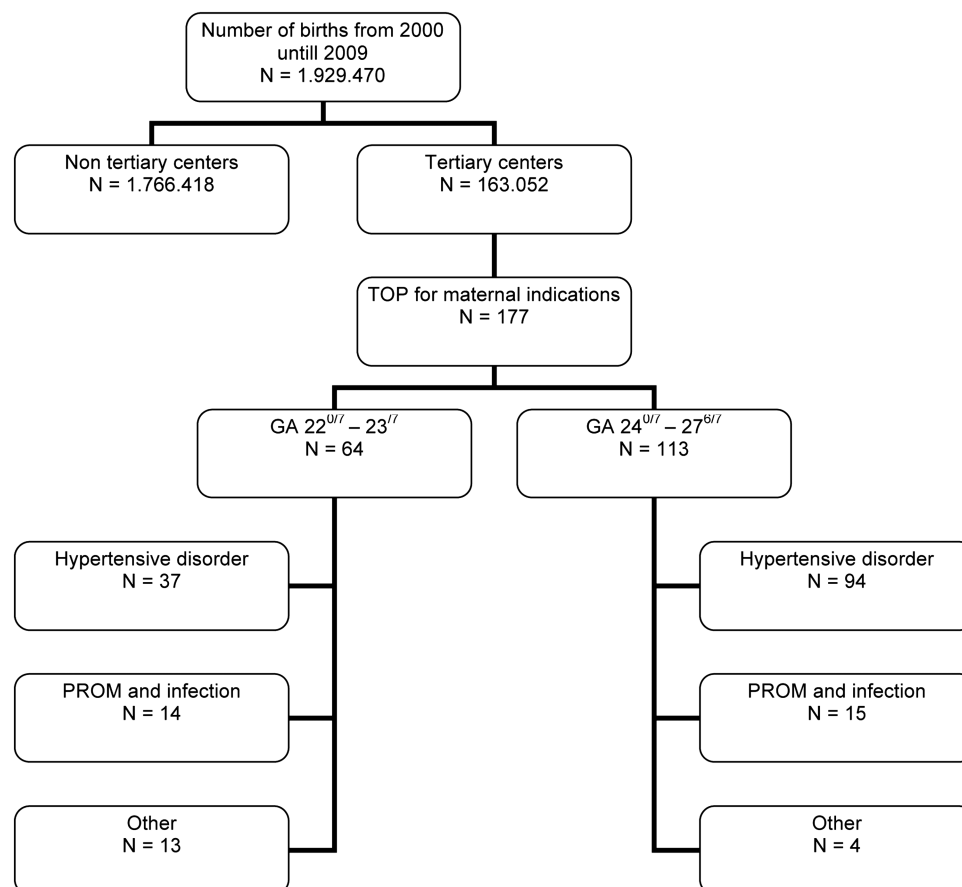 Number of births from 2000
untill 2009
N = 1.929.470
Non tertiary centers
N = 1.766.418
Tertiary centers
N = 163.052
TOP for maternal indications
N = 177
GA 22^0/7 – 23^/7
N = 64
GA 24^0/7 – 27^6/7
N = 113
Hypertensive disorder
N = 37
Hypertensive disorder
N = 94
PROM and infection
N = 14
PROM and infection
N = 15
Other
N = 13
Other
N = 4